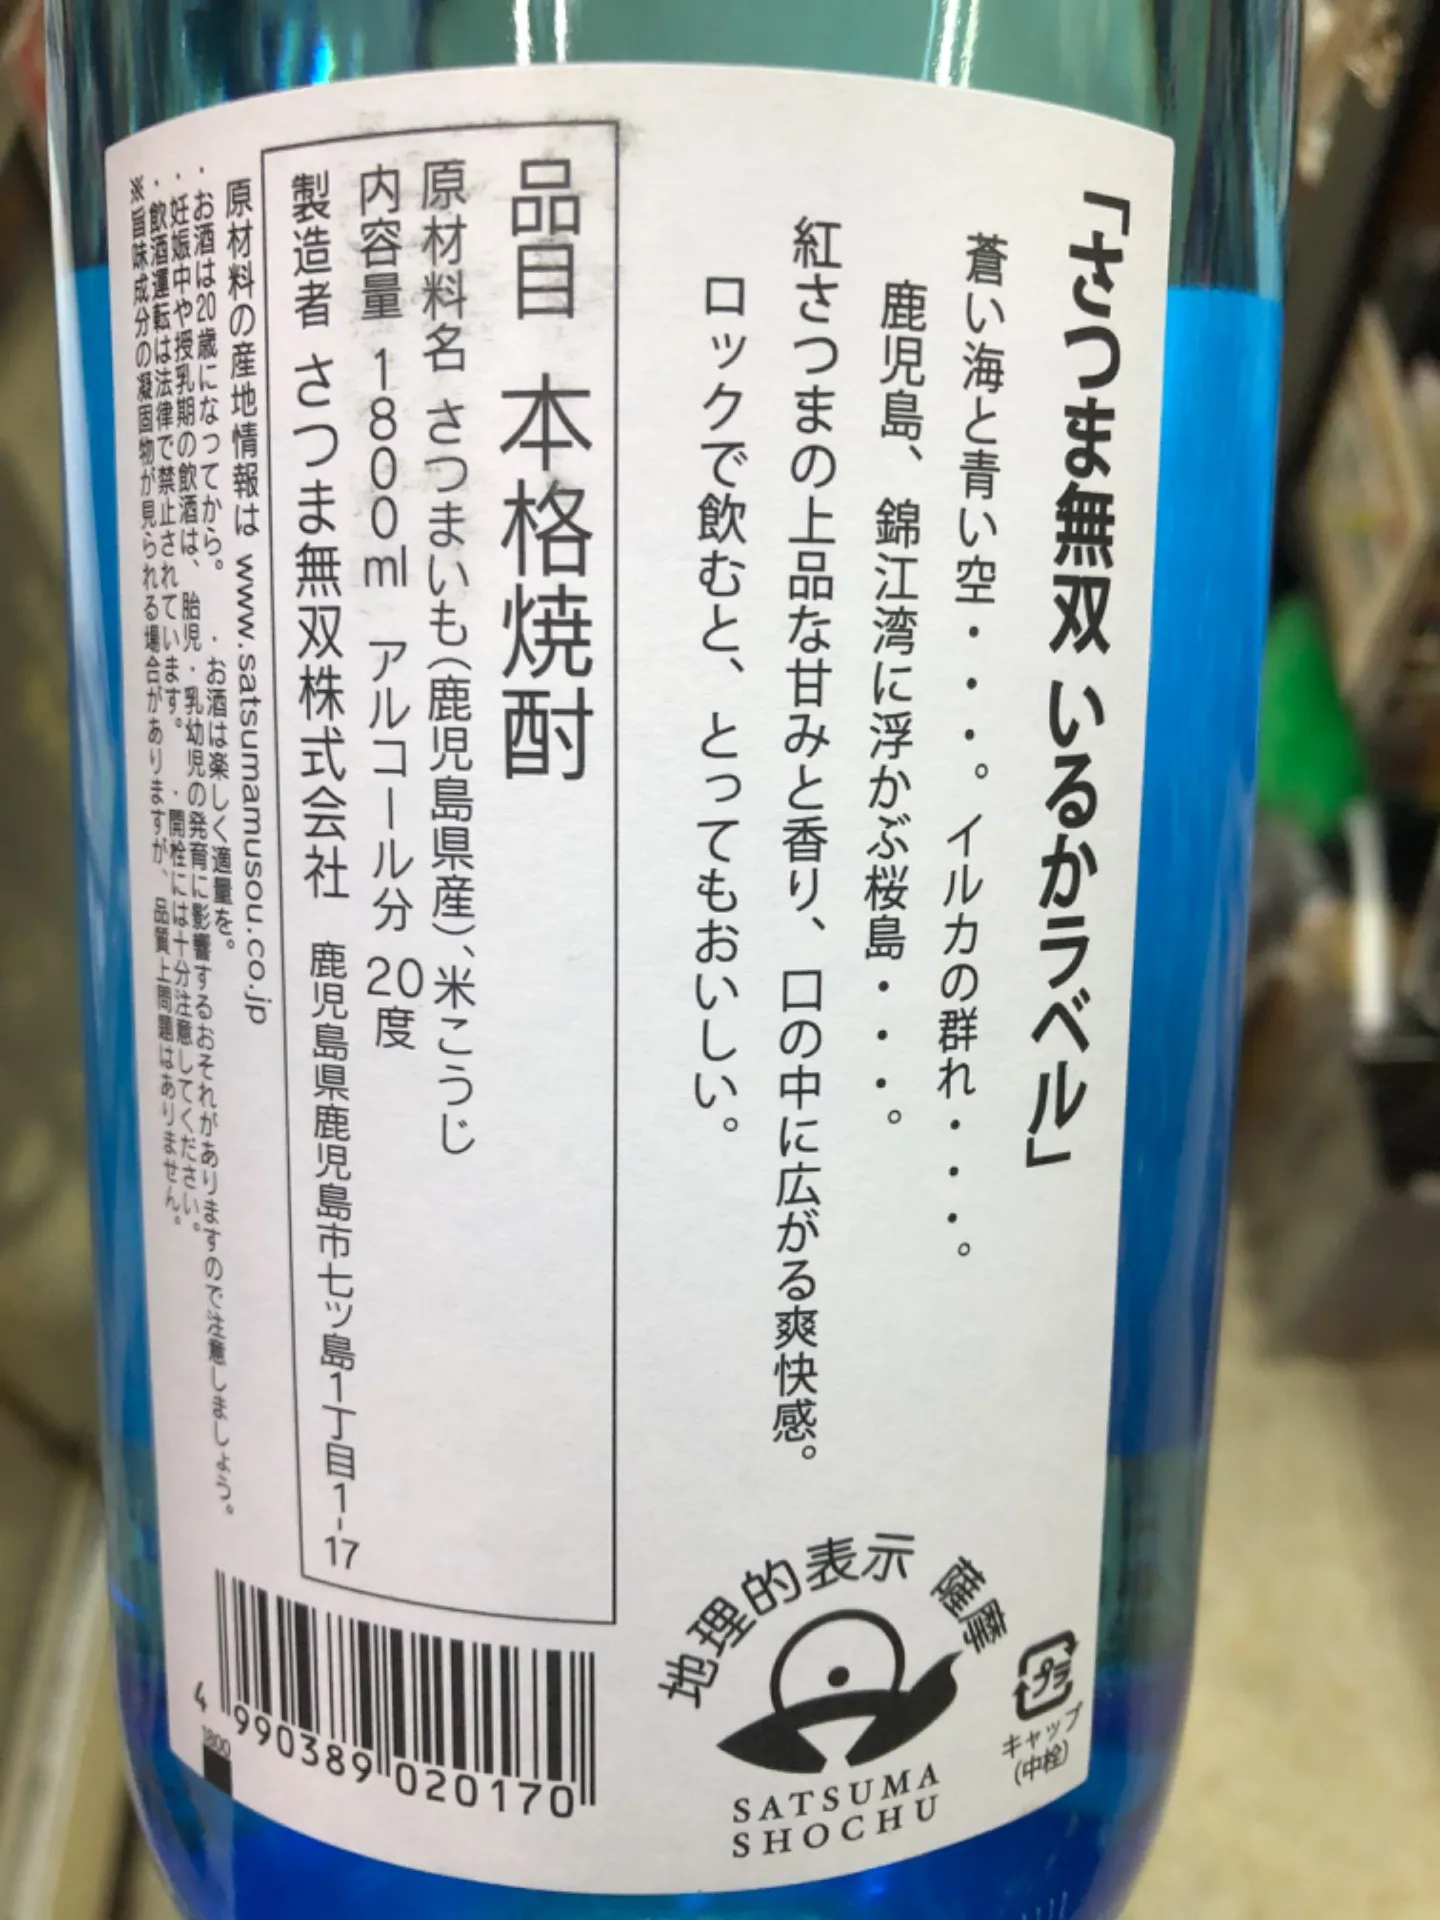 「さつま無双 いるかラベル」
蒼い海と青い空・・・。イルカの群れ・・・。
鹿児島、錦江湾に浮かぶ桜島・・・。
紅さつまの上品な甘みと香り、口の中に広がる爽快感。
ロックで飲むと、とってもおいしい。
品目 本格焼酎
原材料名 さつまいも(鹿児島県産)、米こうじ
内容量 1800ml アルコール分 20度
製造者 さつま無双株式会社 鹿児島県鹿児島市七ツ島1丁目1-17
原材料の産地情報は www.satsumamusou.co.jp
・お酒は20歳になってから。 ・お酒は楽しく適量を。
・妊娠中や授乳期の飲酒は、胎児・乳幼児の発育に影響するおそれがありますので注意しましょう。
・飲酒運転は法律で禁止されています。 ・開栓には十分注意してください。
※旨味成分の凝固物が見られる場合がありますが、品質上問題はありません。
地理的表示 薩摩
SATSUMA
SHOCHU
プラ
キャップ
(中栓)
4 990389 020170
1800